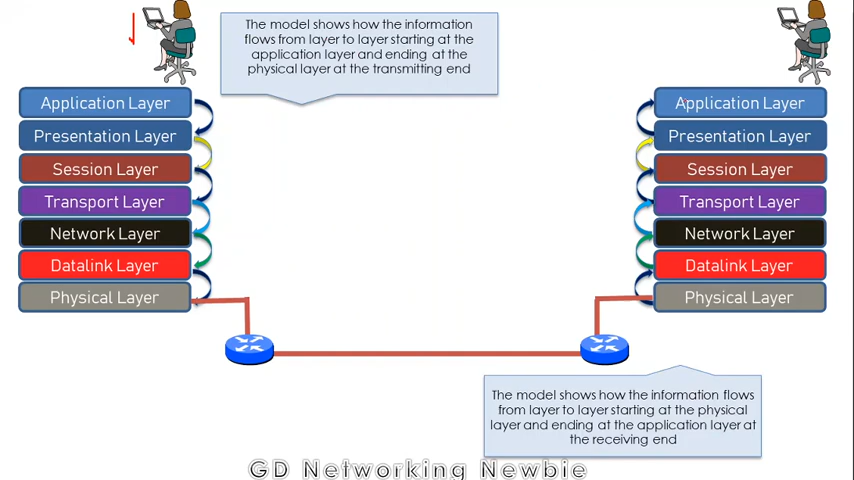 The model shows how the information
flows from layer to layer starting at the
application layer and ending at the
physical layer at the transmitting end
Application Layer
Presentation Layer
Session Layer
Transport Layer
Network Layer
Datalink Layer
Physical Layer
Application Layer
Presentation Layer
Session Layer
Transport Layer
Network Layer
Datalink Layer
Physical Layer
The model shows how the information flows
from layer to layer starting at the physical
layer and ending at the application layer at
the receiving end
GD Networking Newbie